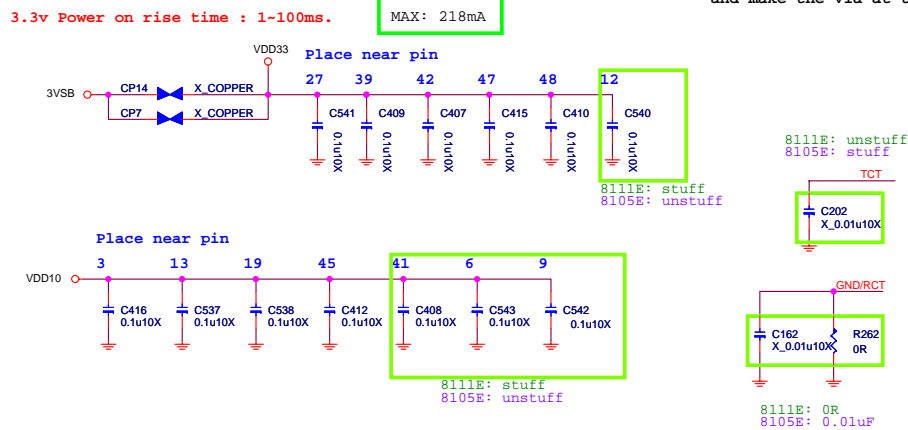 and make the via at t
3.3v Power on rise time : 1~100ms.
MAX: 218mA
VDD33
Place near pin
3VSB
CP14 X_COPPER
CP7 X_COPPER
27 39 42 47 48 12
C541 C409 C407 C415 C410 C540
0.1u10X 0.1u10X 0.1u10X 0.1u10X 0.1u10X 0.1u10X
8111E: stuff
8105E: unstuff
8111E: unstuff
8105E: stuff
TCT
C202
X_0.01u10X
Place near pin
VDD10
3 13 19 45 41 6 9
C416 C537 C538 C412 C408 C543 C542
0.1u10X 0.1u10X 0.1u10X 0.1u10X 0.1u10X 0.1u10X 0.1u10X
8111E: stuff
8105E: unstuff
GND/RCT
C162 R262
X_0.01u10X 0R
8111E: 0R
8105E: 0.01uF